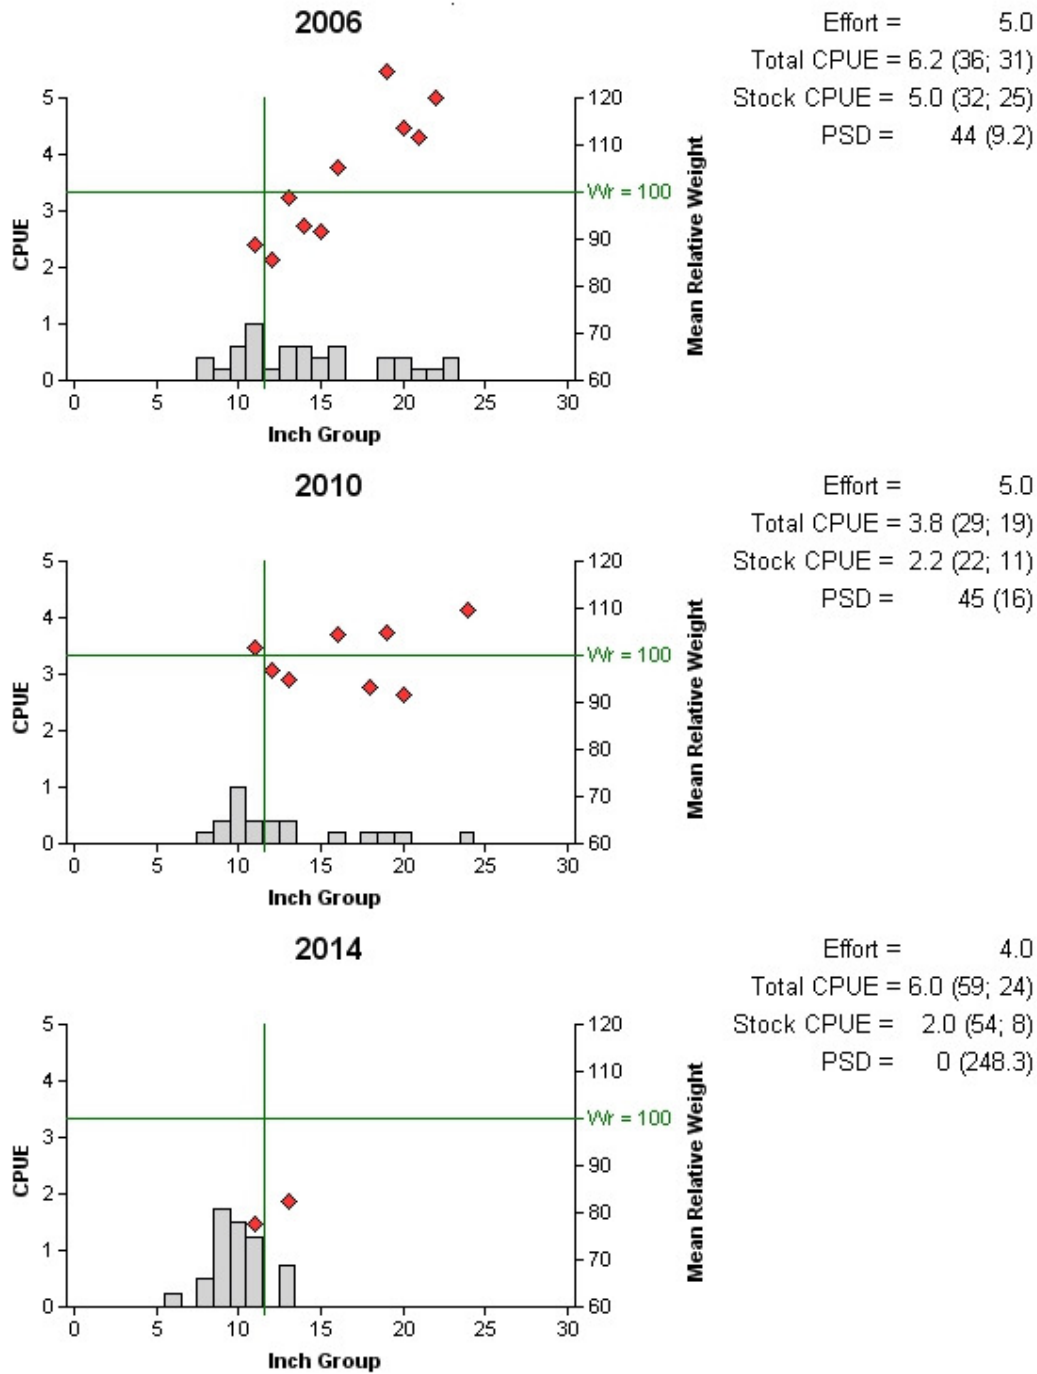 2006
Effort = 5.0
Total CPUE = 6.2 (36; 31)
Stock CPUE = 5.0 (32; 25)
PSD = 44 (9.2)
5
4
3
2
1
0
CPUE
120
110
Wr = 100
90
80
70
60
Mean Relative Weight
0 5 10 15 20 25 30
Inch Group
2010
Effort = 5.0
Total CPUE = 3.8 (29; 19)
Stock CPUE = 2.2 (22; 11)
PSD = 45 (16)
5
4
3
2
1
0
CPUE
120
110
Wr = 100
90
80
70
60
Mean Relative Weight
0 5 10 15 20 25 30
Inch Group
2014
Effort = 4.0
Total CPUE = 6.0 (59; 24)
Stock CPUE = 2.0 (54; 8)
PSD = 0 (248.3)
5
4
3
2
1
0
CPUE
120
110
Wr = 100
90
80
70
60
Mean Relative Weight
0 5 10 15 20 25 30
Inch Group